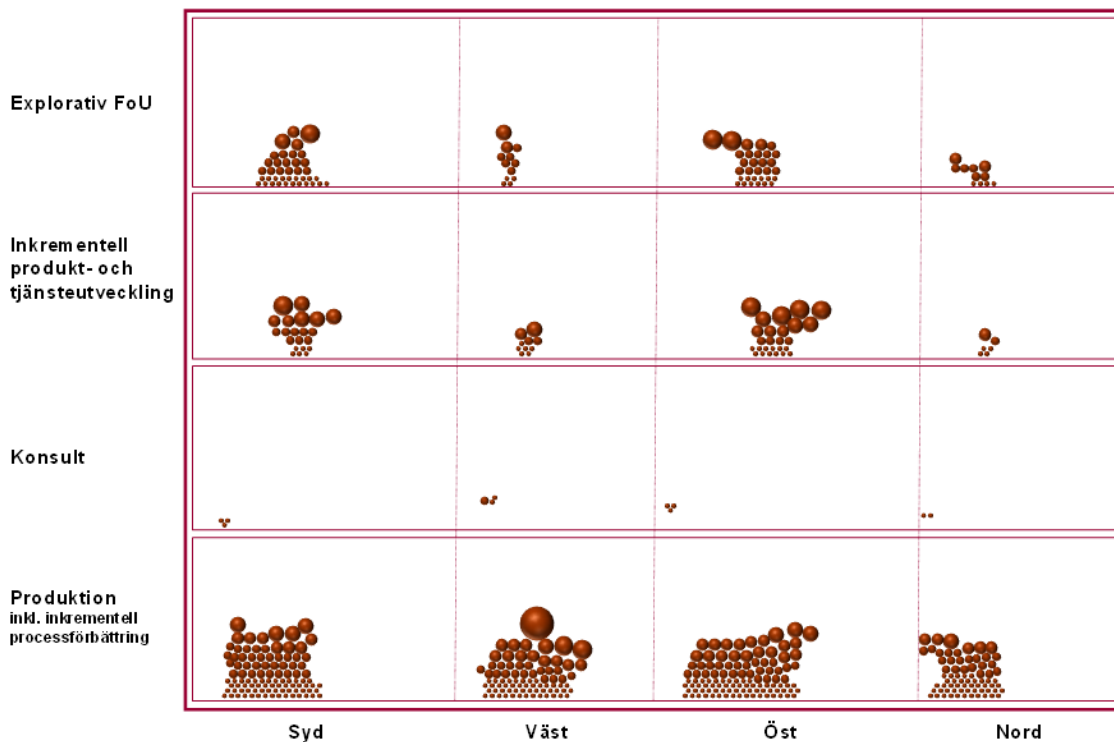 Explorativ FoU
Inkrementell
produkt- och
tjänsteutveckling
Konsult
Produktion
inkl. inkrementell
processförbättring
Syd
Väst
Öst
Nord